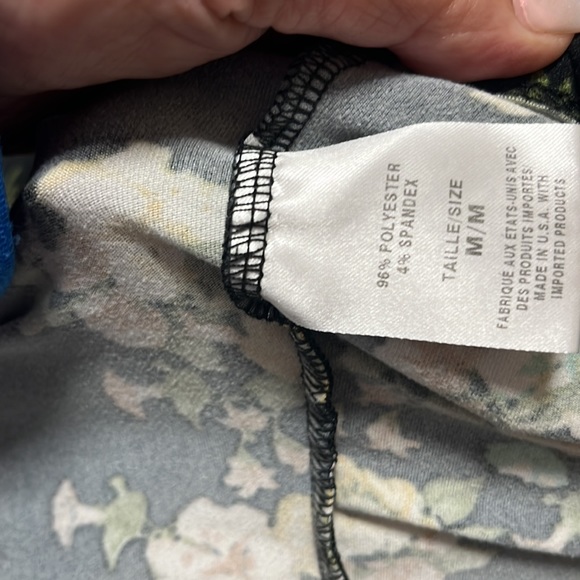 96% POLYESTER
4% SPANDEX
TAILLE/SIZE
M/M
FABRIQUÉ AUX ÉTATS-UNIS AVEC
DES PRODUITS IMPORTÉS
MADE IN U.S.A. WITH
IMPORTED PRODUCTS